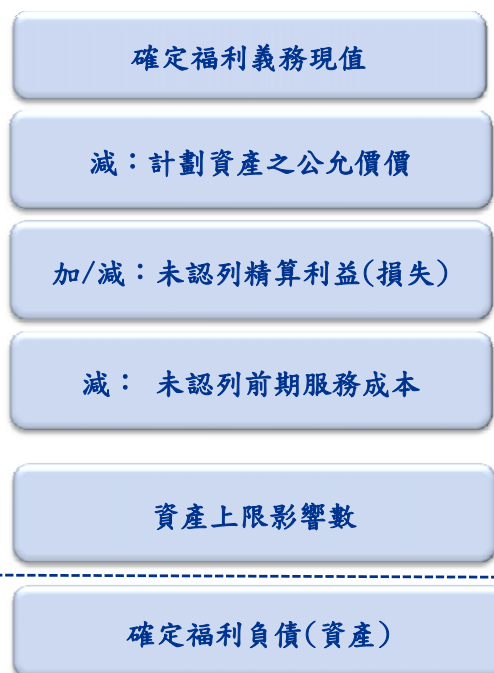 確定福利義務現值
減：計劃資產之公允價價
加/減：未認列精算利益(損失)
減： 未認列前期服務成本
資產上限影響數
確定福利負債(資產)